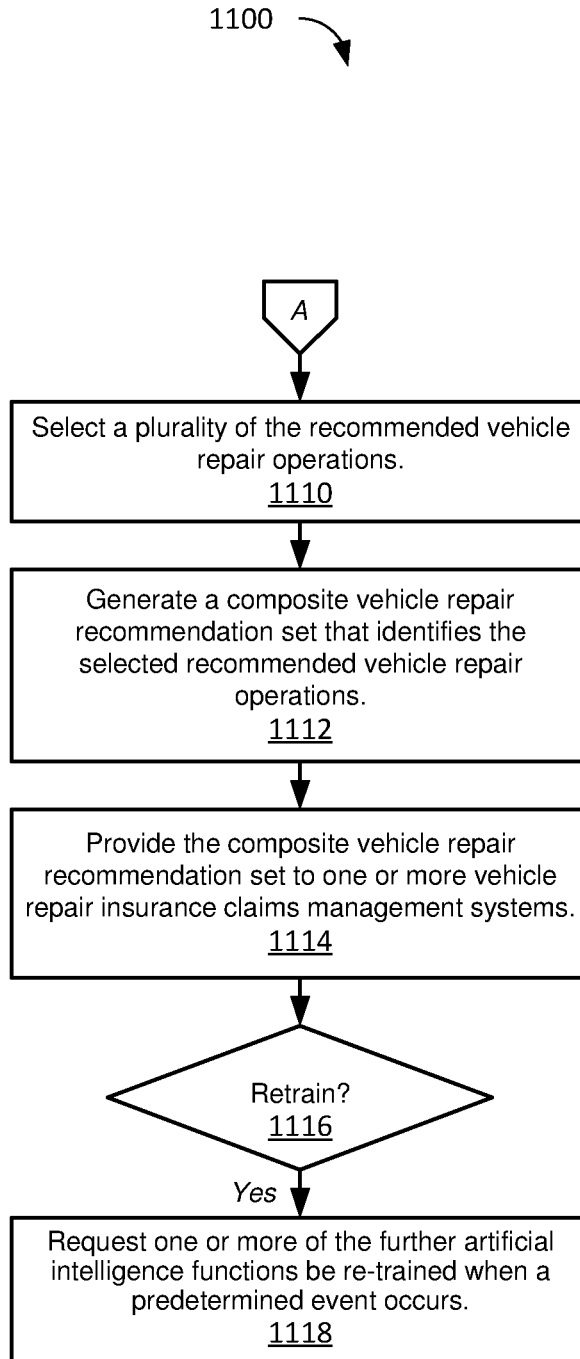 1100
A
Select a plurality of the recommended vehicle
repair operations.
1110
Generate a composite vehicle repair
recommendation set that identifies the
selected recommended vehicle repair
operations.
1112
Provide the composite vehicle repair
recommendation set to one or more vehicle
repair insurance claims management systems.
1114
Retrain?
1116
Yes
Request one or more of the further artificial
intelligence functions be re-trained when a
predetermined event occurs.
1118